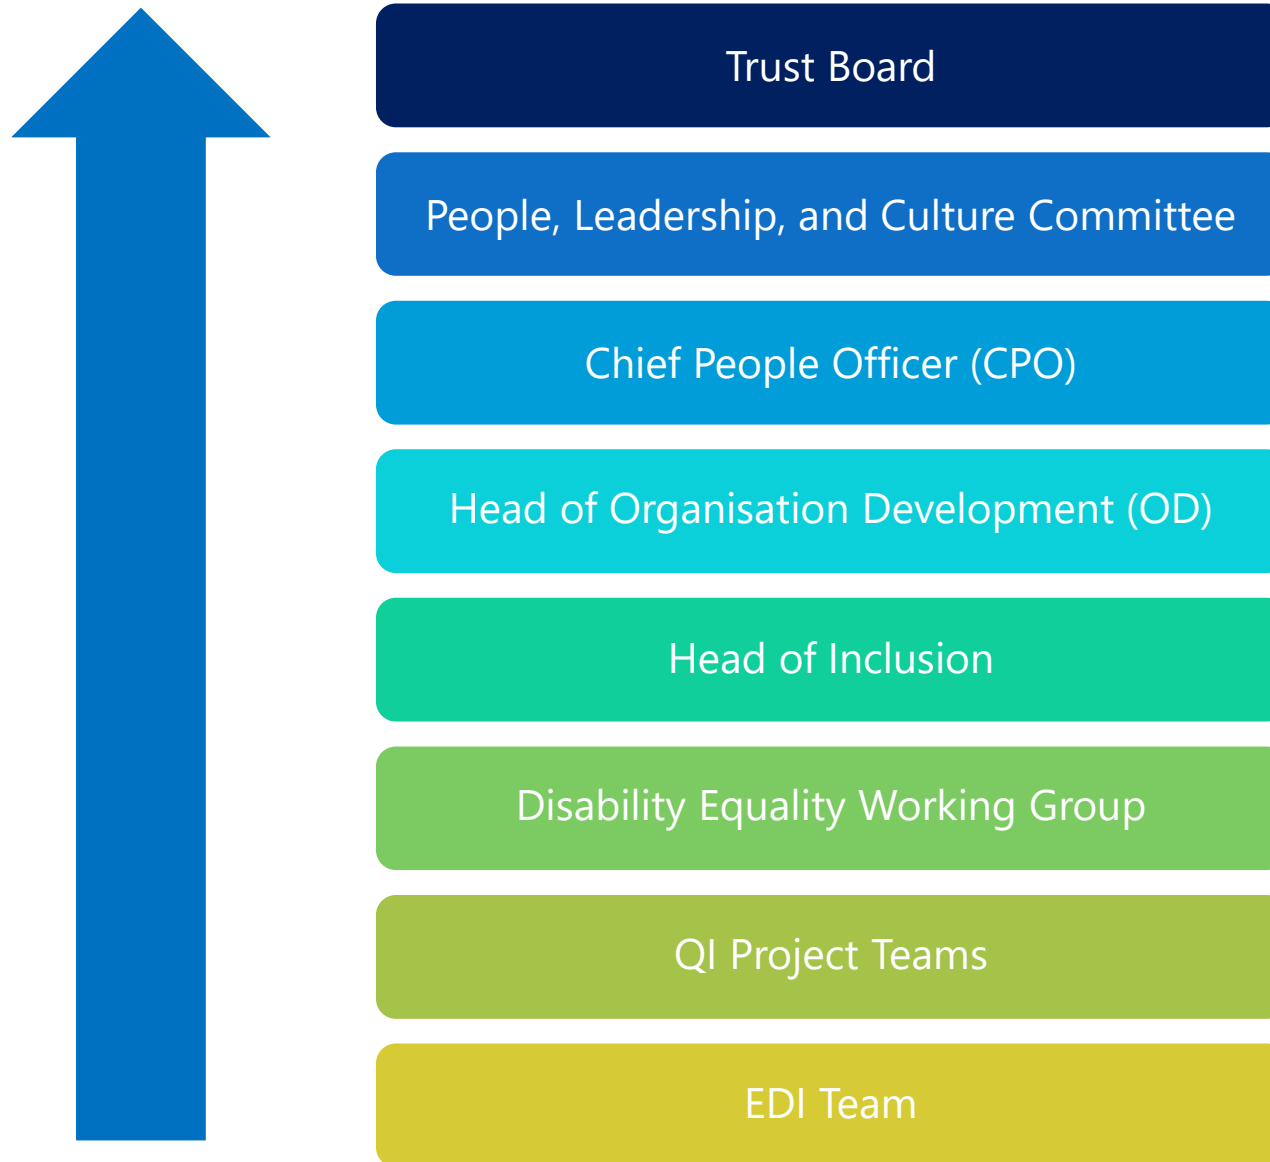 Trust Board
People, Leadership, and Culture Committee
Chief People Officer (CPO)
Head of Organisation Development (OD)
Head of Inclusion
Disability Equality Working Group
QI Project Teams
EDI Team